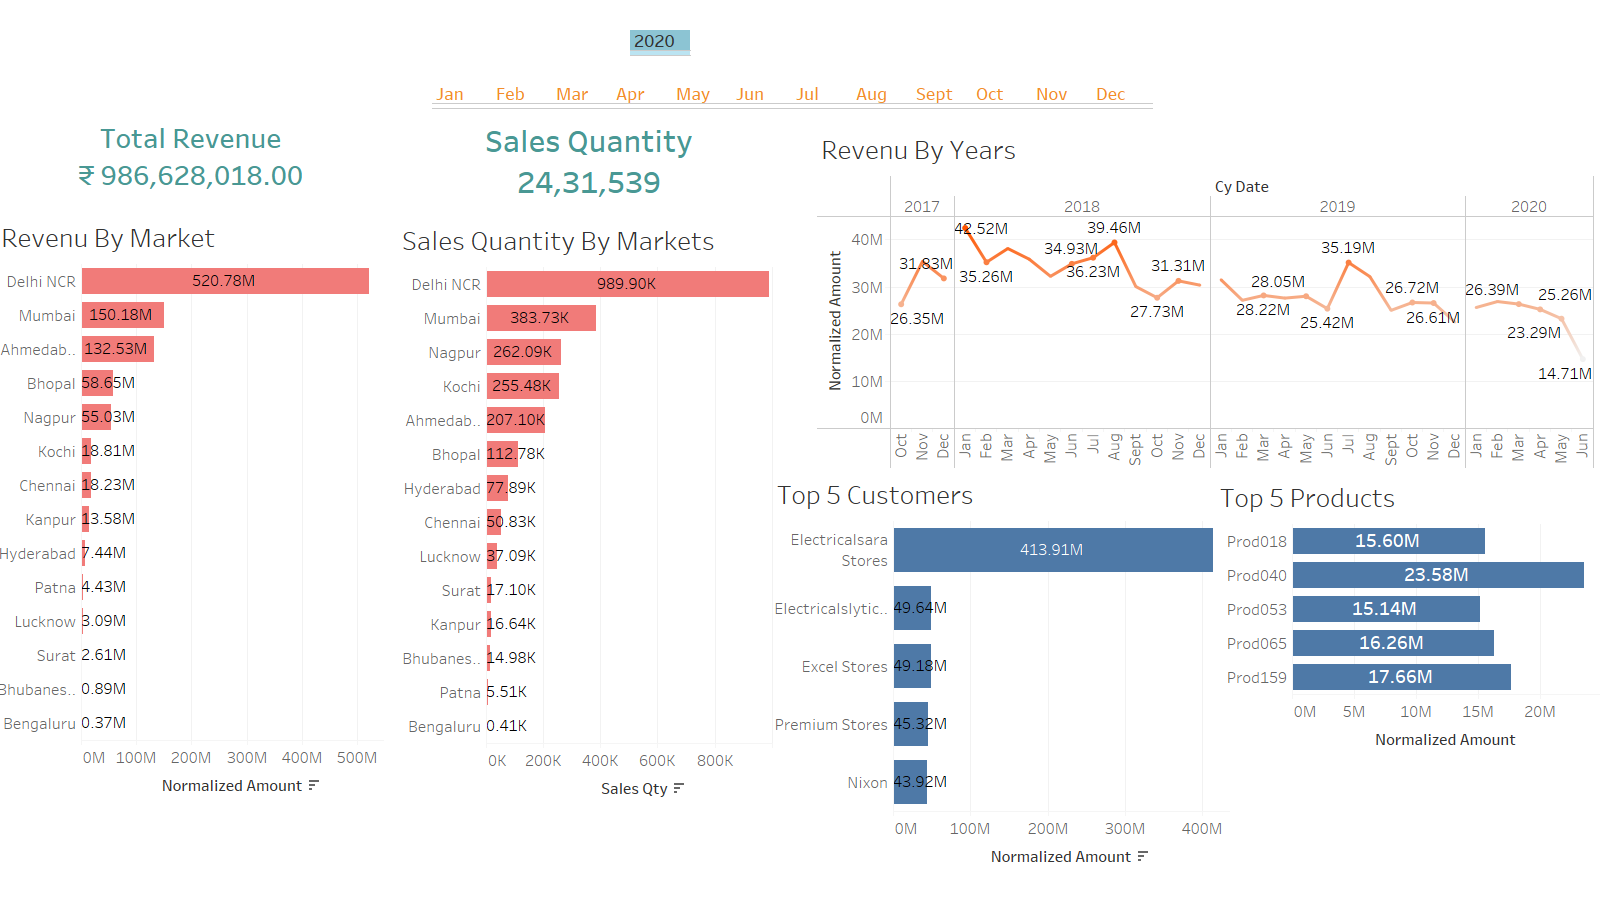 2020
Jan Feb Mar Apr May Jun Jul Aug Sept Oct Nov Dec
Total Revenue
₹ 986,628,018.00
Sales Quantity
24,31,539
Revenu By Market
Delhi NCR 520.78M
Mumbai 150.18M
Ahmedab.. 132.53M
Bhopal 58.65M
Nagpur 55.03M
Kochi 18.81M
Chennai 18.23M
Kanpur 13.58M
Hyderabad 7.44M
Patna 4.43M
Lucknow 3.09M
Surat 2.61M
Bhubanes.. 0.89M
Bengaluru 0.37M
0M 100M 200M 300M 400M 500M
Normalized Amount
Sales Quantity By Markets
Delhi NCR 989.90K
Mumbai 383.73K
Nagpur 262.09K
Kochi 255.48K
Ahmedab.. 207.10K
Bhopal 112.78K
Hyderabad 77.89K
Chennai 50.83K
Lucknow 37.09K
Surat 17.10K
Kanpur 16.64K
Bhubanes.. 14.98K
Patna 5.51K
Bengaluru 0.41K
0K 200K 400K 600K 800K
Sales Qty
Revenu By Years
Cy Date
2017 2018 2019 2020
Normalized Amount
40M
30M
20M
10M
0M
26.35M
31.83M
42.52M
35.26M
34.93M
36.23M
39.46M
27.73M
31.31M
28.22M
28.05M
25.42M
35.19M
26.72M
26.61M
26.39M
23.29M
25.26M
14.71M
Oct Nov Dec Jan Feb Mar Apr May Jun Jul Aug Sept Oct Nov Dec Jan Feb Mar Apr May Jun Jul Aug Sept Oct Nov Dec Jan Feb Mar Apr May Jun
Top 5 Customers
Electricalsara
Stores
413.91M
Electricalslytic.. 49.64M
Excel Stores 49.18M
Premium Stores 45.32M
Nixon 43.92M
0M 100M 200M 300M 400M
Normalized Amount
Top 5 Products
Prod018 15.60M
Prod040 23.58M
Prod053 15.14M
Prod065 16.26M
Prod159 17.66M
0M 5M 10M 15M 20M
Normalized Amount